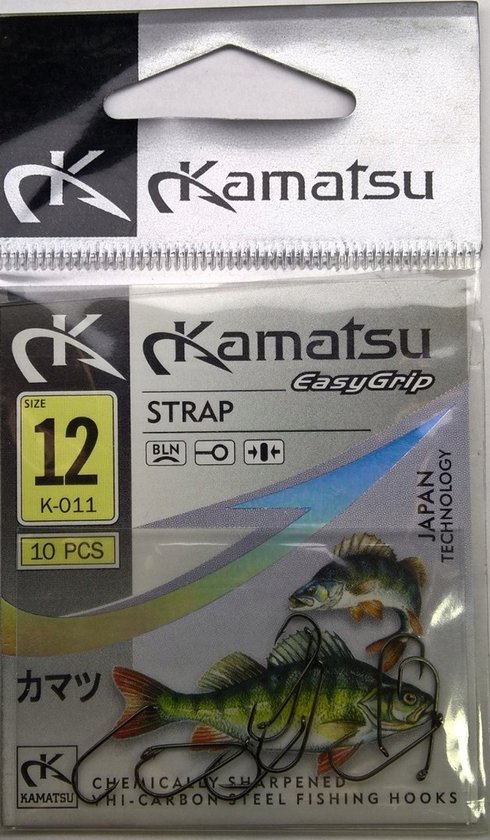 K
Kamatsu
K
Kamatsu
EasyGrip
SIZE
12
K-011
STRAP
BLN
10 PCS
JAPAN
TECHNOLOGY
カマツ
K
KAMATSU
CHEMICALLY SHARPENED
HI-CARBON STEEL FISHING HOOKS